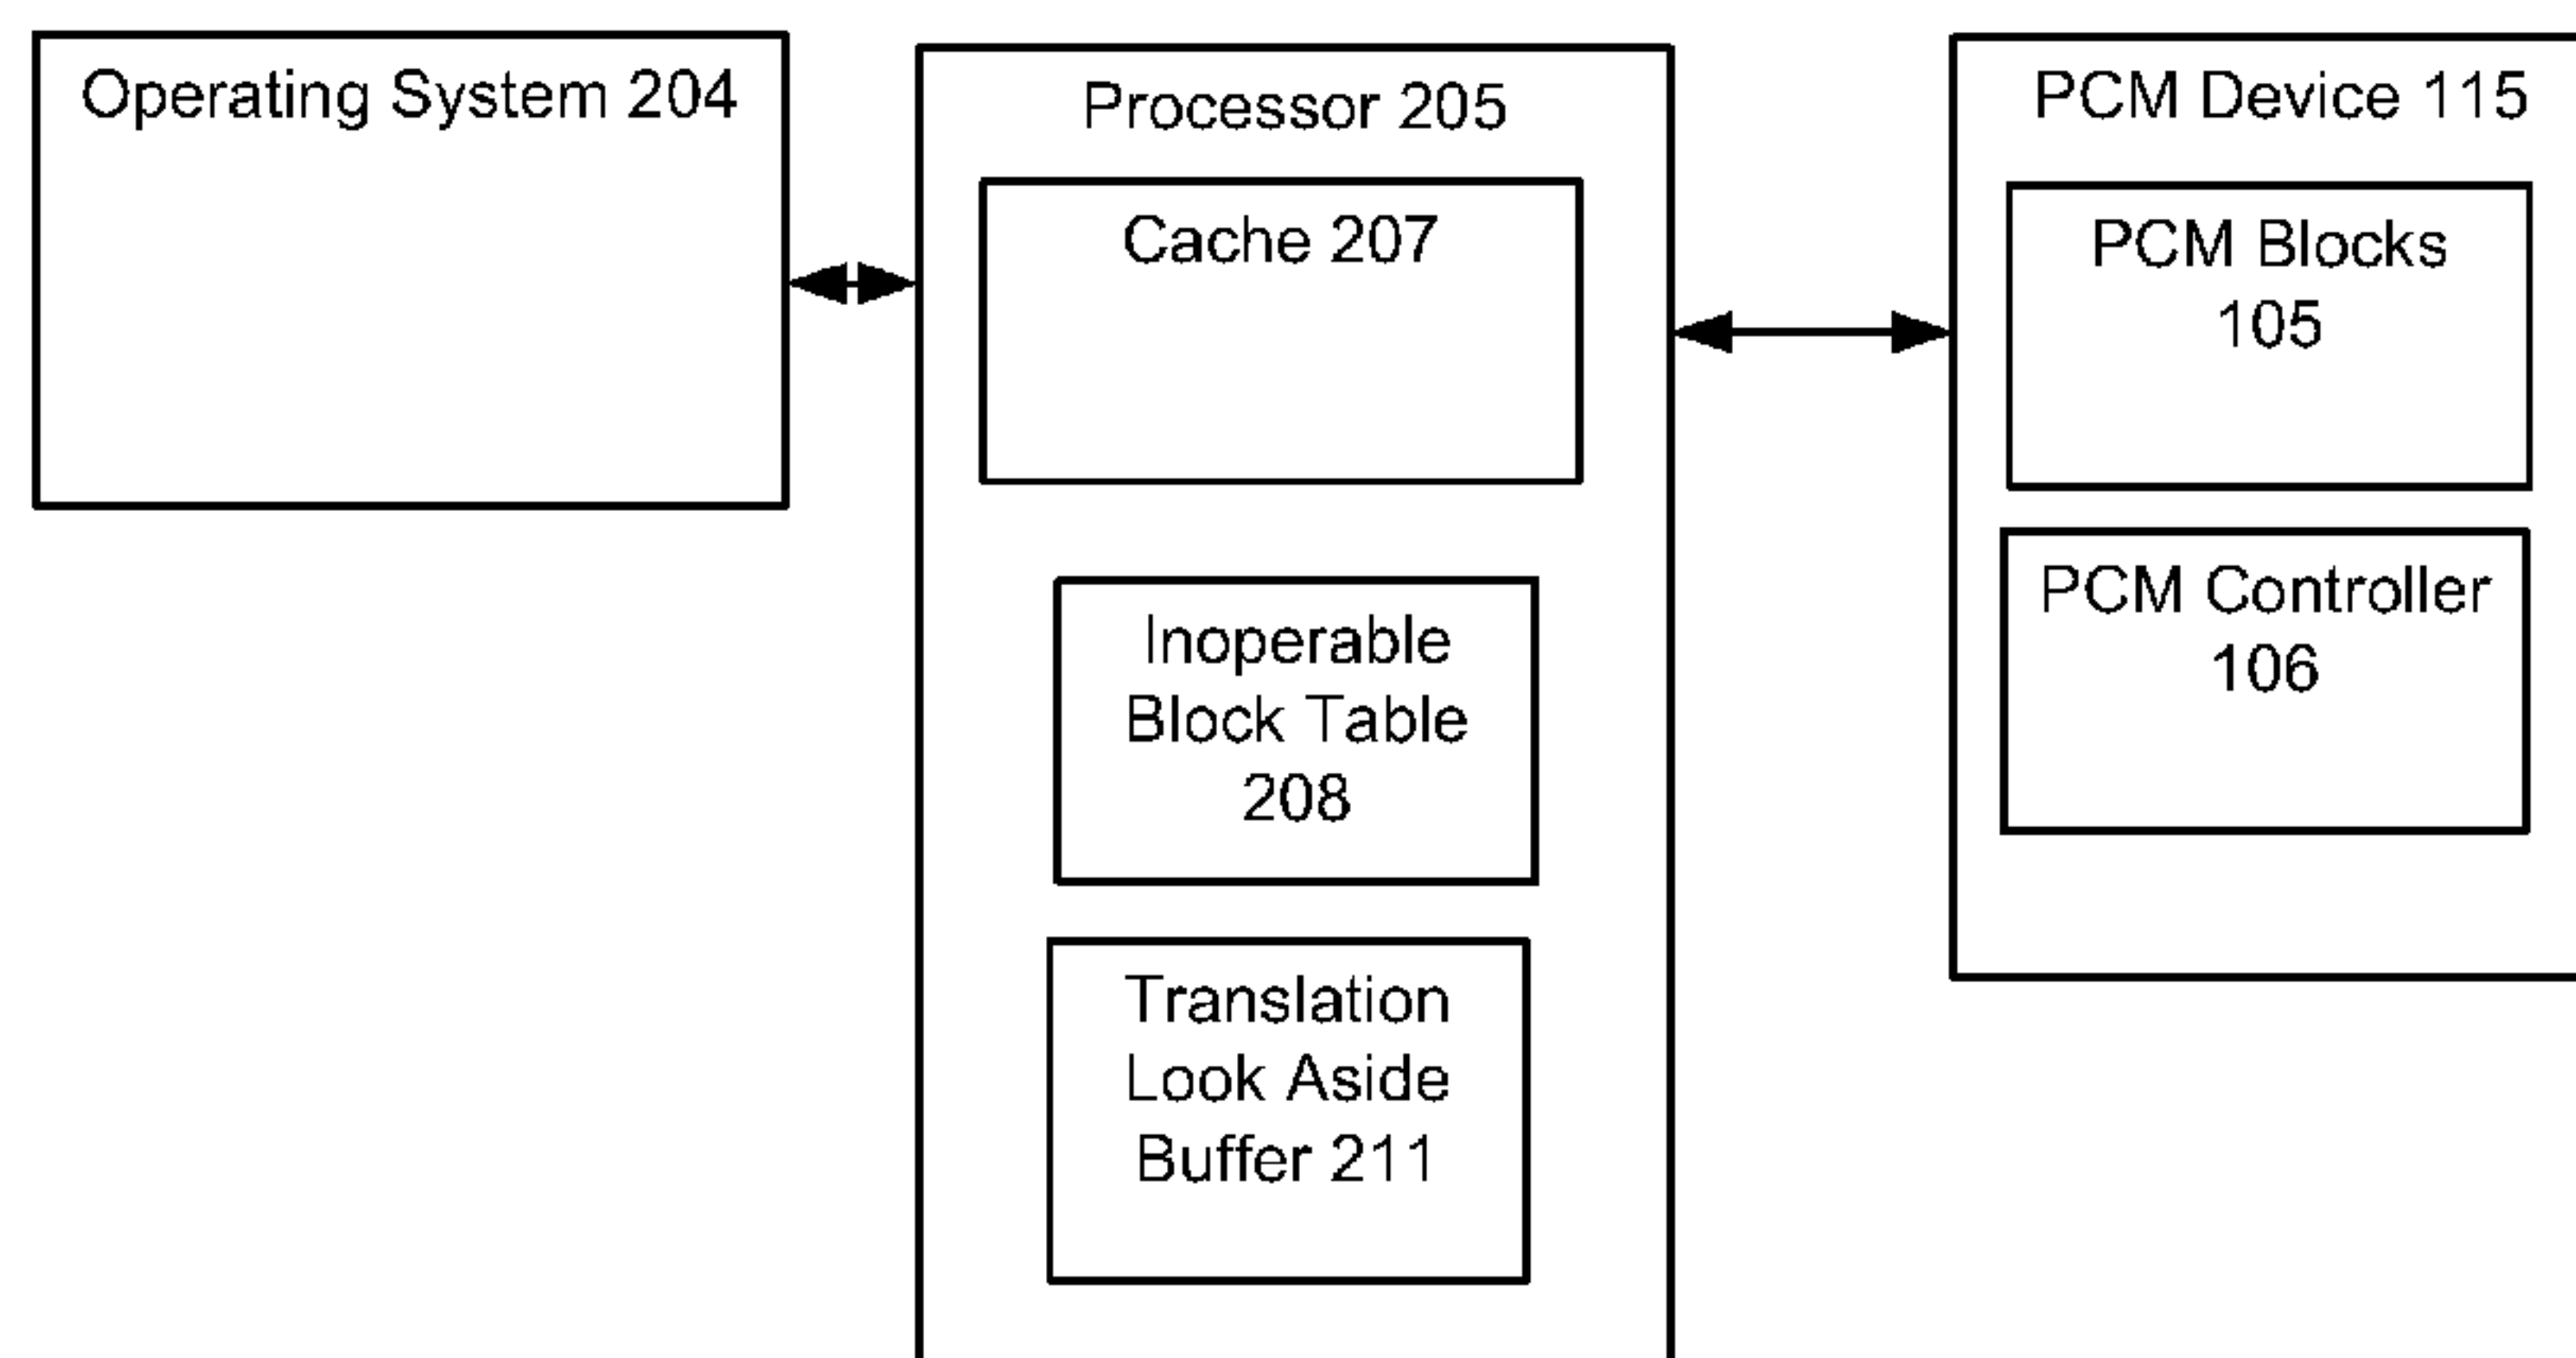 Operating System 204
Processor 205
Cache 207
Inoperable
Block Table
208
Translation
Look Aside
Buffer 211
PCM Device 115
PCM Blocks
105
PCM Controller
106